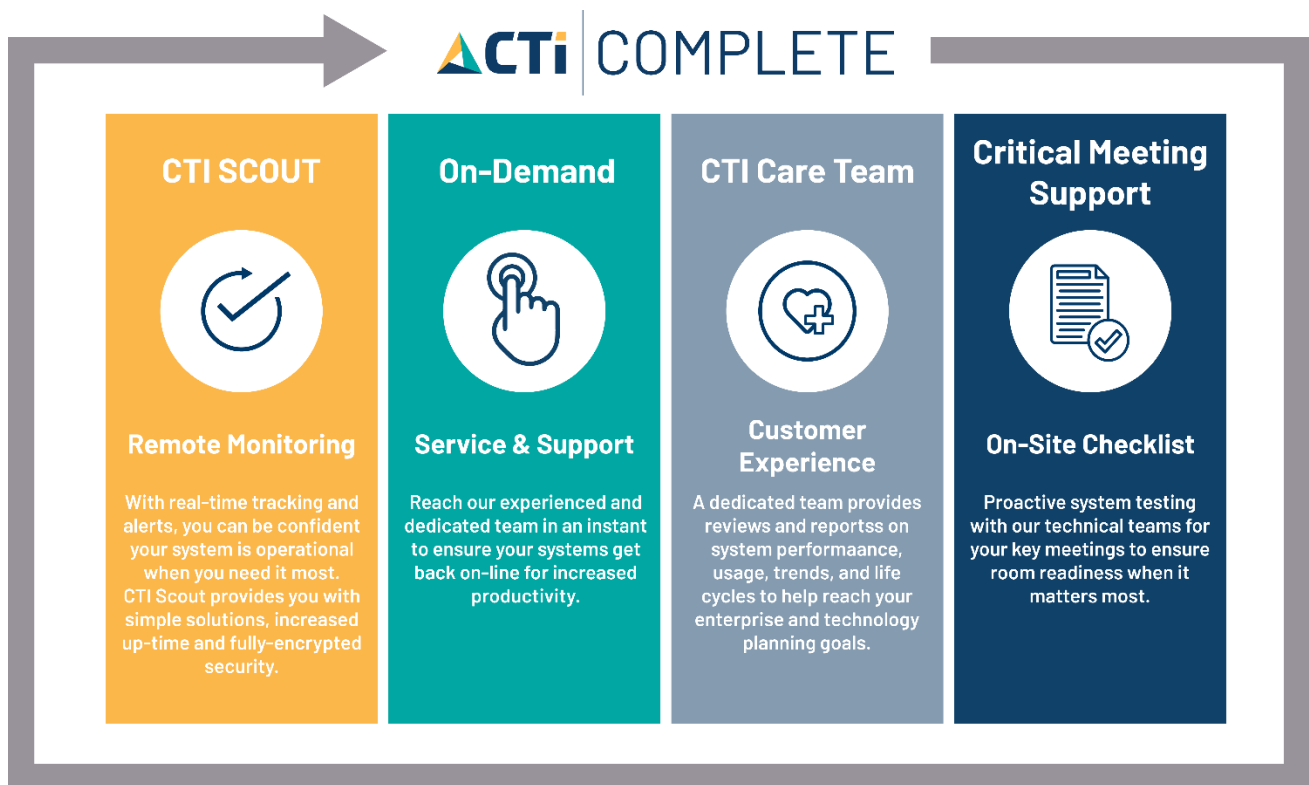 CTi COMPLETE
CTI SCOUT
Remote Monitoring
With real-time tracking and
alerts, you can be confident
your system is operational
when you need it most.
CTI Scout provides you with
simple solutions, increased
up-time and fully-encrypted
security.
On-Demand
Service & Support
Reach our experienced and
dedicated team in an instant
to ensure your systems get
back on-line for increased
productivity.
CTI Care Team
Customer
Experience
A dedicated team provides
reviews and reportss on
system performaance,
usage, trends, and life
cycles to help reach your
enterprise and technology
planning goals.
Critical Meeting
Support
On-Site Checklist
Proactive system testing
with our technical teams for
your key meetings to ensure
room readiness when it
matters most.